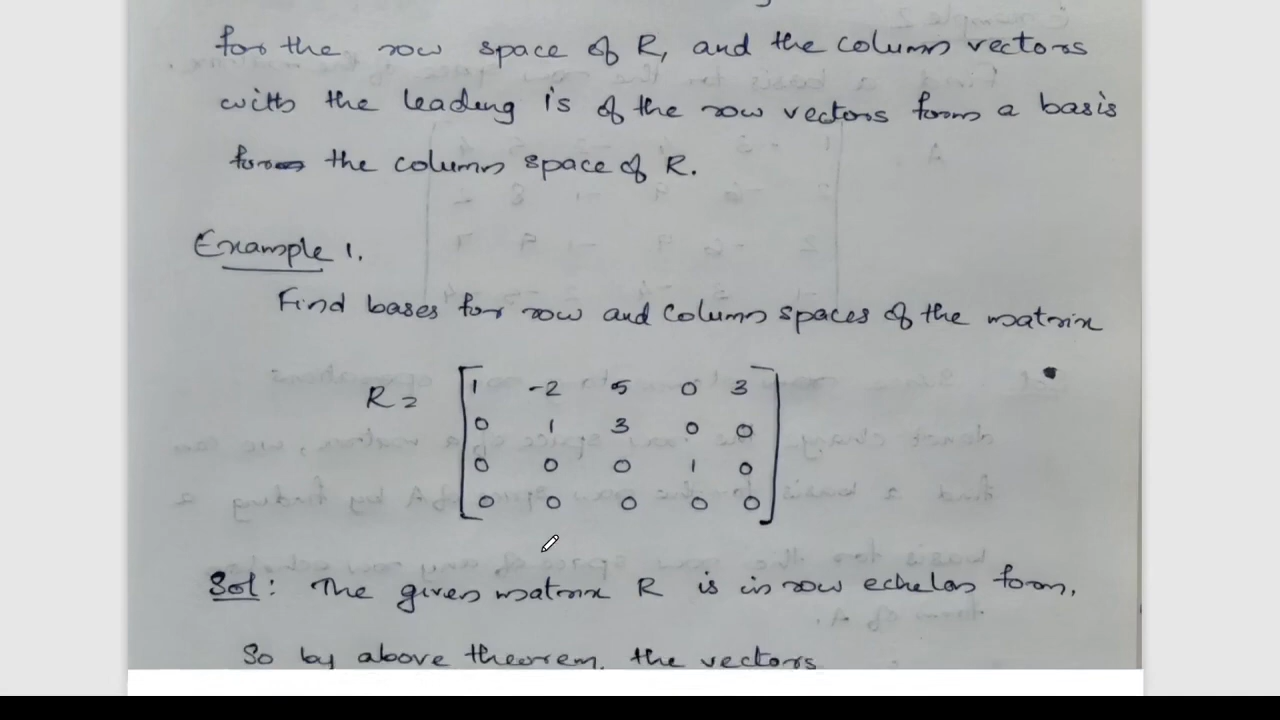 for the row space of R, and the column vectors
with the leading 1s of the row vectors form a basis
for the column space of R.
Example 1.
Find bases for row and column spaces of the matrix
R = [1 -2 5 0 3
0 1 3 0 0
0 0 0 1 0
0 0 0 0 0]
Sol: The given matrix R is in row echelon form.
So by above theorem, the vectors